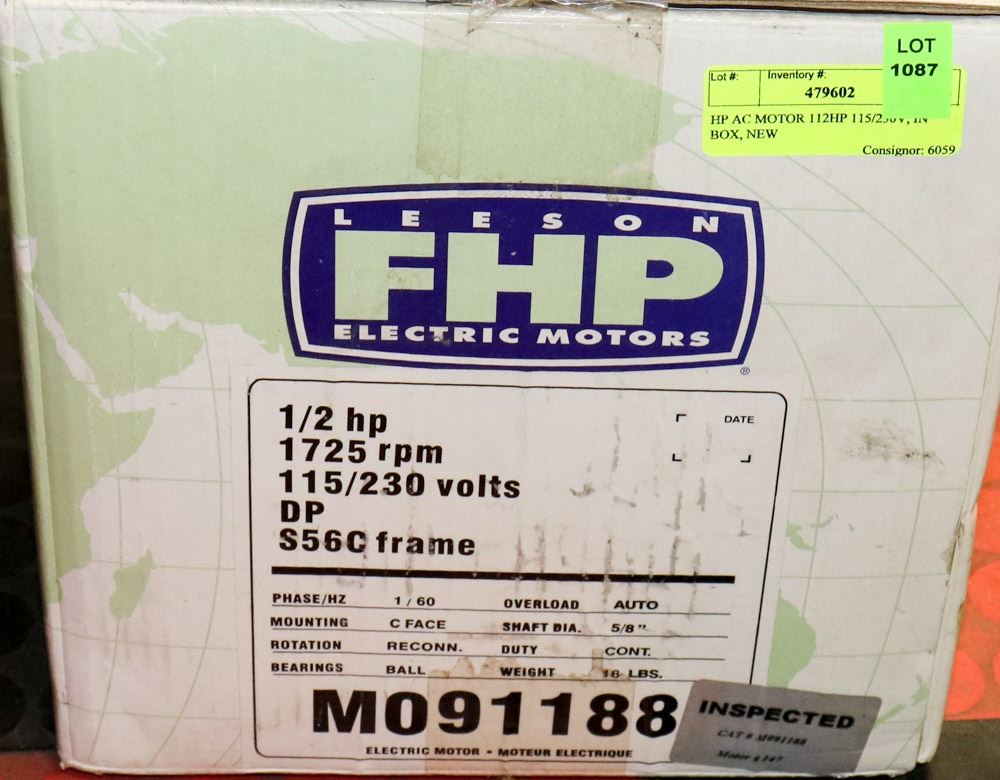 LOT
1087
Lot #: Inventory #:
479602
HP AC MOTOR 112HP 115/230V, IN
BOX, NEW
Consignor: 6059
LEESON
FHP
ELECTRIC MOTORS
®
1/2 hp
1725 rpm
115/230 volts
DP
S56C frame
DATE
PHASE/HZ 1 / 60 OVERLOAD AUTO
MOUNTING C FACE SHAFT DIA. 5/8"
ROTATION RECONN. DUTY CONT.
BEARINGS BALL WEIGHT 18 LBS.
M091188
ELECTRIC MOTOR • MOTEUR ELECTRIQUE
INSPECTED
CAT # M091188
Motor #